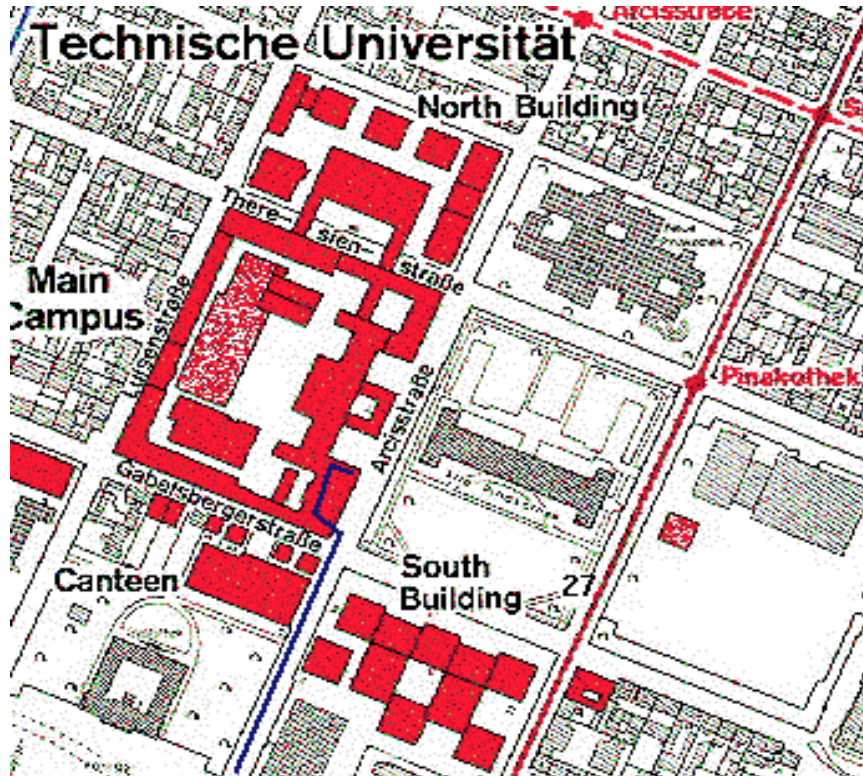 Arcisstraße
Technische Universität
North Building
There-
sien-
straße
Main
Campus
Luisenstraße
Pinakothek
Arcisstraße
Gabelsbergerstraße
South
Building
27
Canteen